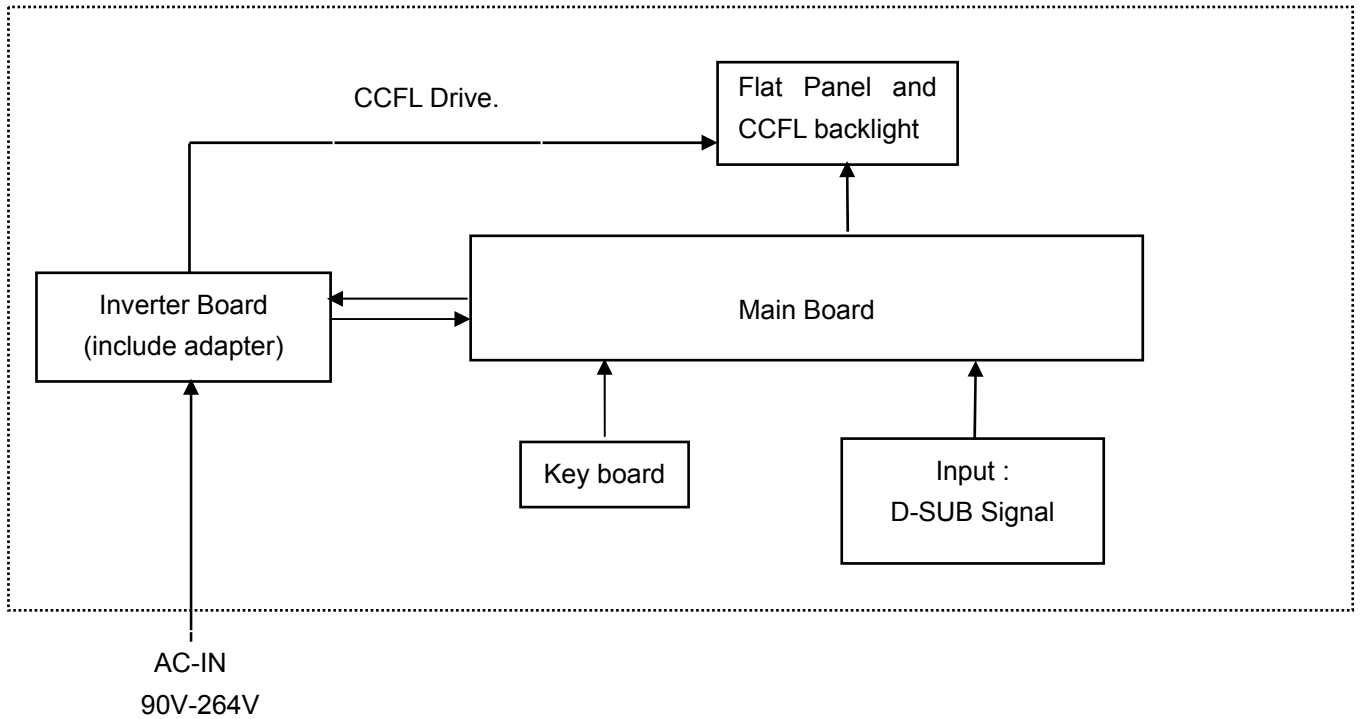 CCFL Drive.
Flat Panel and
CCFL backlight
Inverter Board
(include adapter)
Main Board
Key board
Input :
D-SUB Signal
AC-IN
90V-264V